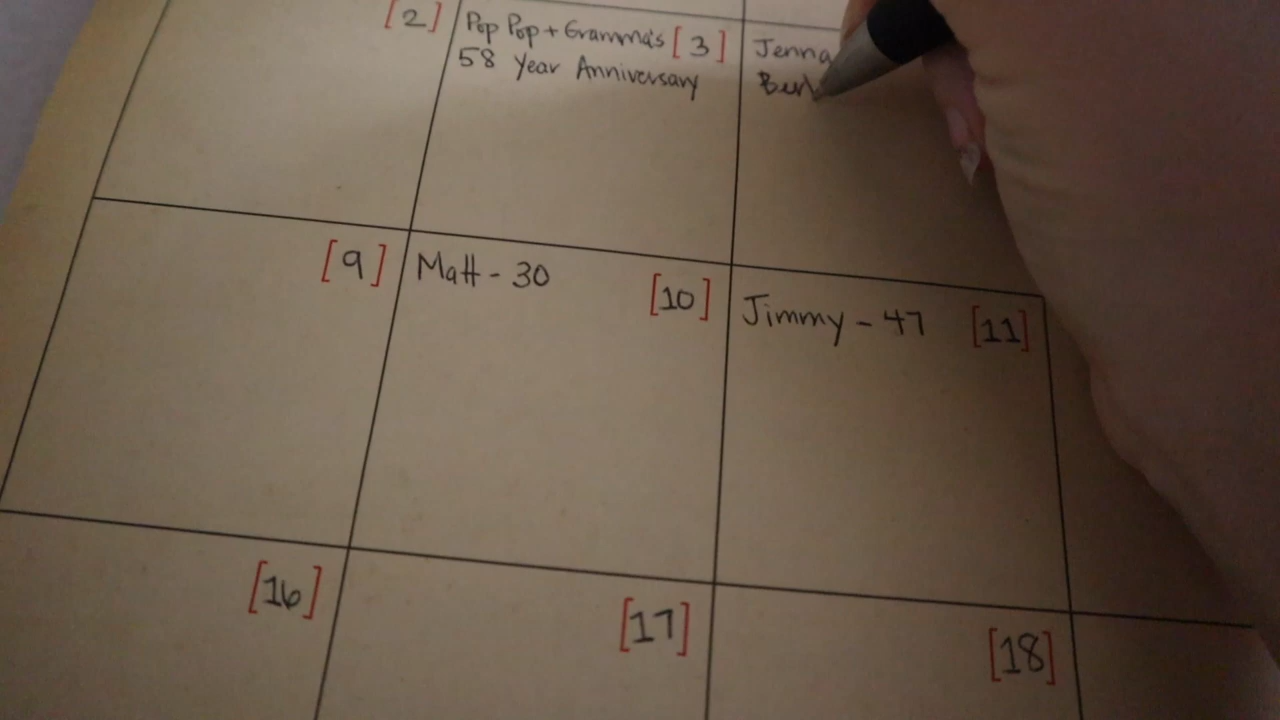 [2]
Pop Pop + Gramma's [3]
58 Year Anniversary
Jenna
[9]
Matt - 30 [10]
Jimmy - 47 [11]
[16]
[17]
[18]